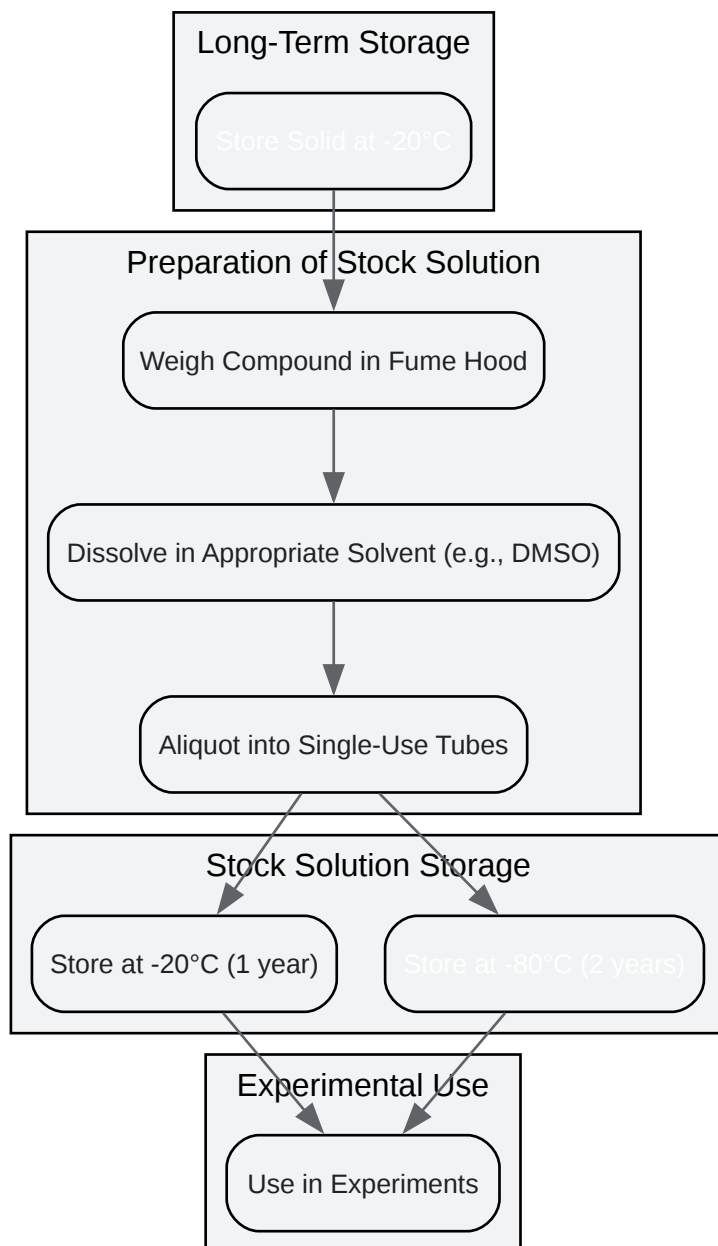 Long-Term Storage
Store Solid at -20°C
Preparation of Stock Solution
Weigh Compound in Fume Hood
Dissolve in Appropriate Solvent (e.g., DMSO)
Aliquot into Single-Use Tubes
Stock Solution Storage
Store at -20°C (1 year)
Store at -80°C (2 years)
Experimental Use
Use in Experiments